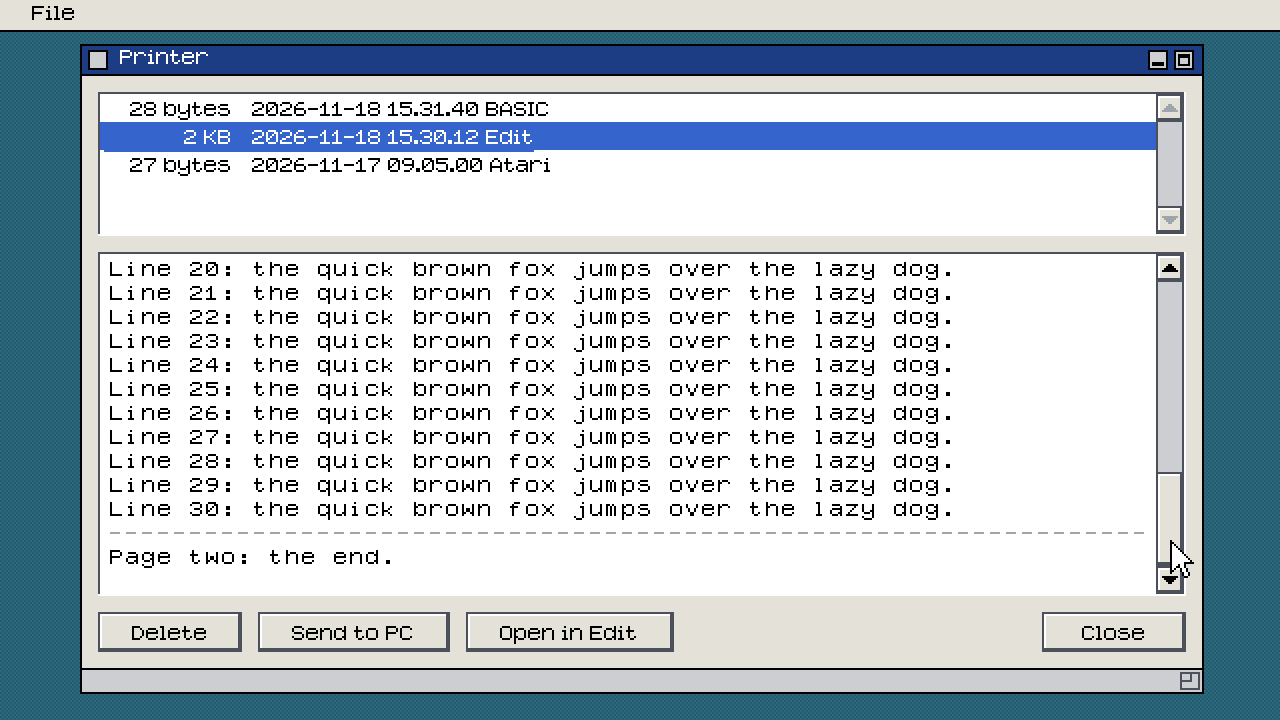 File
Printer
28 bytes 2026-11-18 15.31.40 BASIC
2 KB 2026-11-18 15.30.12 Edit
27 bytes 2026-11-17 09.05.00 Atari
Line 20: the quick brown fox jumps over the lazy dog.
Line 21: the quick brown fox jumps over the lazy dog.
Line 22: the quick brown fox jumps over the lazy dog.
Line 23: the quick brown fox jumps over the lazy dog.
Line 24: the quick brown fox jumps over the lazy dog.
Line 25: the quick brown fox jumps over the lazy dog.
Line 26: the quick brown fox jumps over the lazy dog.
Line 27: the quick brown fox jumps over the lazy dog.
Line 28: the quick brown fox jumps over the lazy dog.
Line 29: the quick brown fox jumps over the lazy dog.
Line 30: the quick brown fox jumps over the lazy dog.
Page two: the end.
Delete Send to PC Open in Edit Close